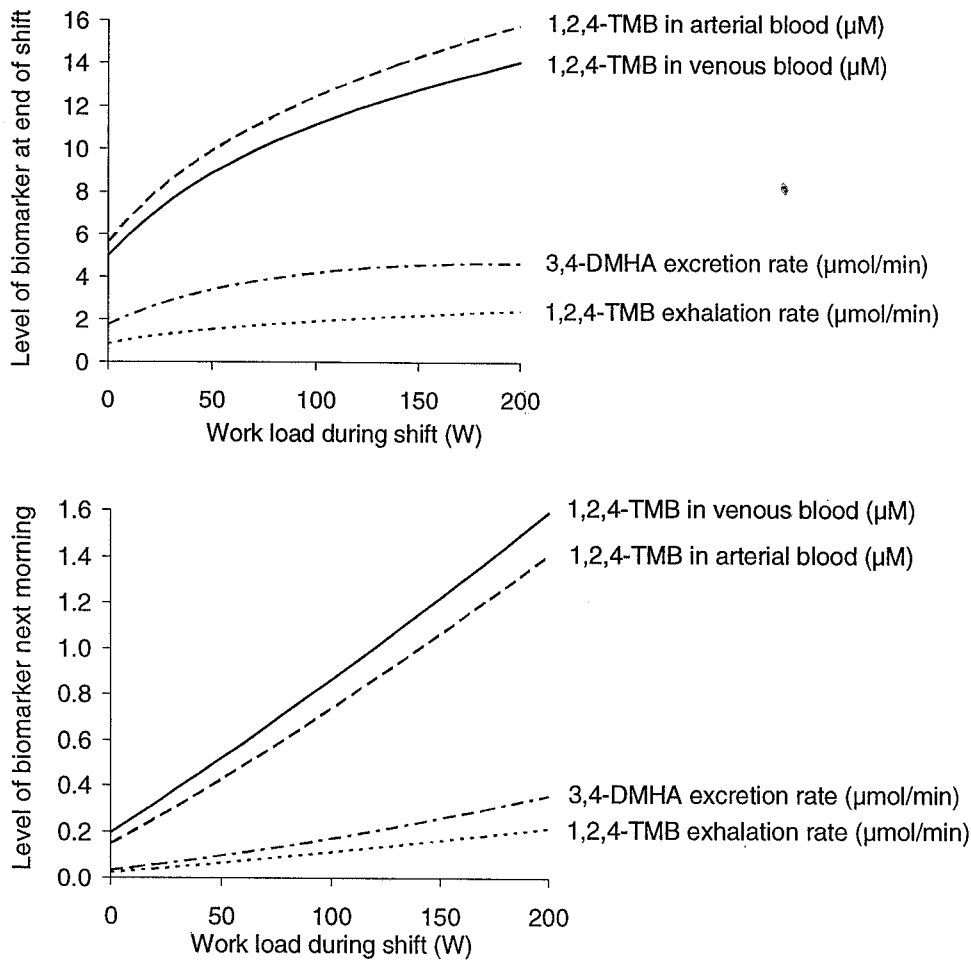 Level of biomarker at end of shift
16
14
12
10
8
6
4
2
0
1,2,4-TMB in arterial blood (µM)
1,2,4-TMB in venous blood (µM)
3,4-DMHA excretion rate (µmol/min)
1,2,4-TMB exhalation rate (µmol/min)
0 50 100 150 200
Work load during shift (W)
Level of biomarker next morning
1.6
1.4
1.2
1.0
0.8
0.6
0.4
0.2
0.0
1,2,4-TMB in venous blood (µM)
1,2,4-TMB in arterial blood (µM)
3,4-DMHA excretion rate (µmol/min)
1,2,4-TMB exhalation rate (µmol/min)
0 50 100 150 200
Work load during shift (W)